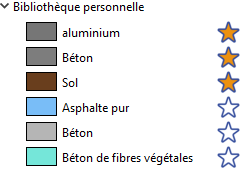 Bibliothèque personnelle
aluminium
Béton
Sol
Asphalte pur
Béton
Béton de fibres végétales